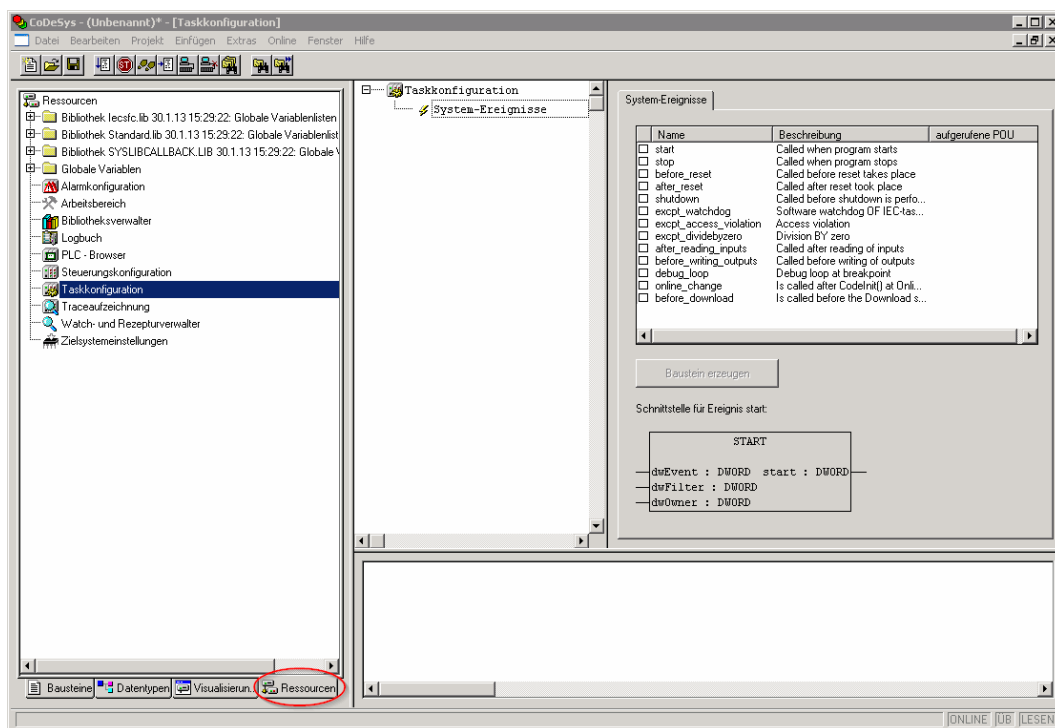 CoDeSys - (Unbenannt)* - [Taskkonfiguration]
Datei Bearbeiten Projekt Einfügen Extras Online Fenster Hilfe
Ressourcen
Bibliothek Iecsfc.lib 30.1.13 15:29:22: Globale Variablenlisten
Bibliothek Standard.lib 30.1.13 15:29:22: Globale Variablenlist
Bibliothek SYSLIBCALLBACK.LIB 30.1.13 15:29:22: Globale V
Globale Variablen
Alarmkonfiguration
Arbeitsbereich
Bibliotheksverwalter
Logbuch
PLC - Browser
Steuerungskonfiguration
Taskkonfiguration
Traceaufzeichnung
Watch- und Rezepturverwalter
Zielsystemeinstellungen
Bausteine Datentypen Visualisierun... Ressourcen
Taskkonfiguration
System-Ereignisse
System-Ereignisse
Name Beschreibung aufgerufene POU
start Called when program starts
stop Called when program stops
before_reset Called before reset takes place
after_reset Called after reset took place
shutdown Called before shutdown is perfo...
excpt_watchdog Software watchdog OF IEC-tas...
excpt_access_violation Access violation
excpt_dividebyzero Division BY zero
after_reading_inputs Called after reading of inputs
before_writing_outputs Called before writing of outputs
debug_loop Debug loop at breakpoint
online_change Is called after CodeInit() at Onli...
before_download Is called before the Download s...
Baustein erzeugen
Schnittstelle für Ereignis start:
START
dwEvent : DWORD start : DWORD
dwFilter : DWORD
dwOwner : DWORD
ONLINE ÜB LESEN